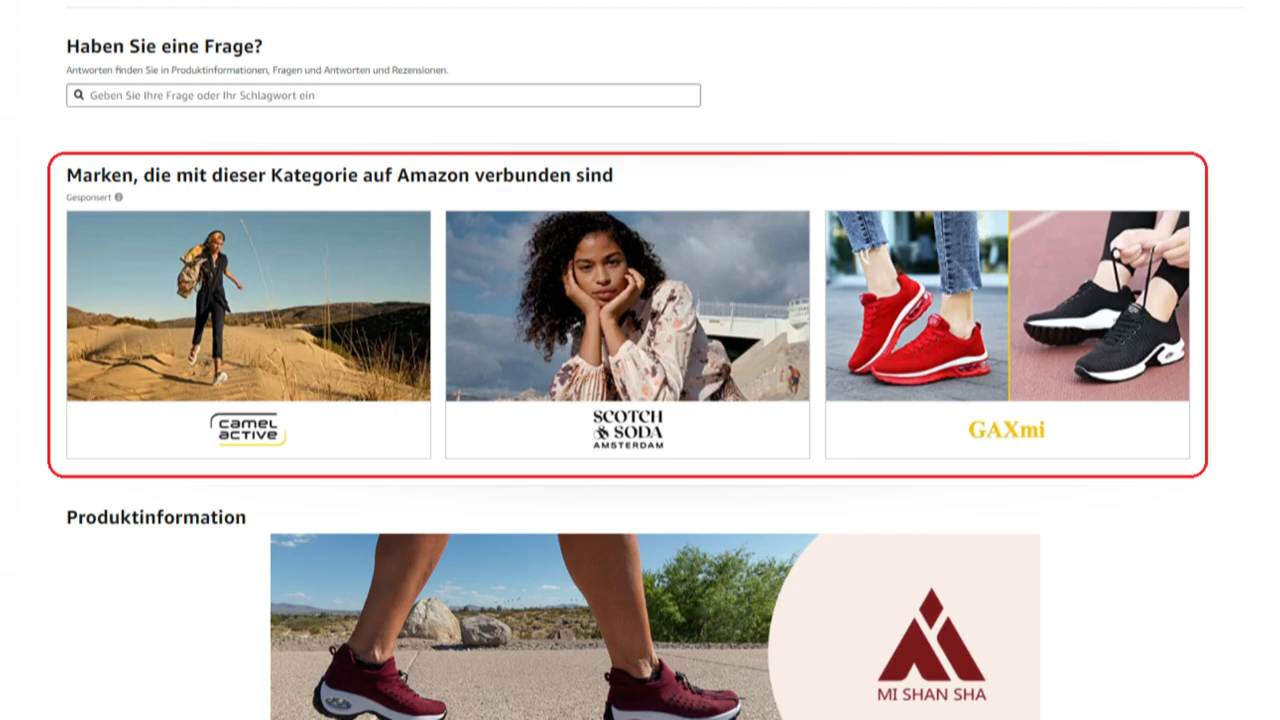 Haben Sie eine Frage?
Antworten finden Sie in Produktinformationen, Fragen und Antworten und Rezensionen.
Geben Sie Ihre Frage oder Ihr Schlagwort ein
Marken, die mit dieser Kategorie auf Amazon verbunden sind
Gesponsert
camel
active
SCOTCH
& SODA
AMSTERDAM
GAXmi
Produktinformation
MI SHAN SHA